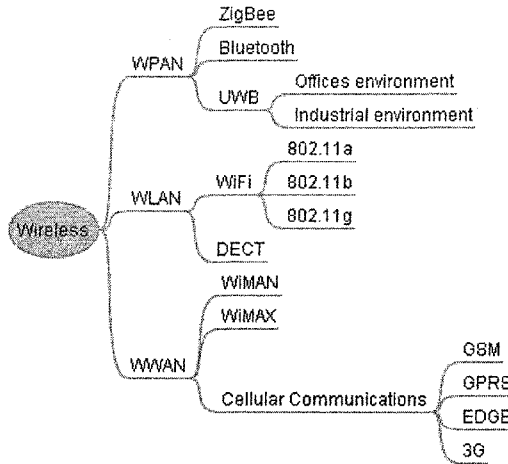 Wireless
WPAN
ZigBee
Bluetooth
UWB
Offices environment
Industrial environment
WLAN
WiFi
802.11a
802.11b
802.11g
DECT
WWAN
WiMAN
WiMAX
Cellular Communications
GSM
GPRS
EDGE
3G